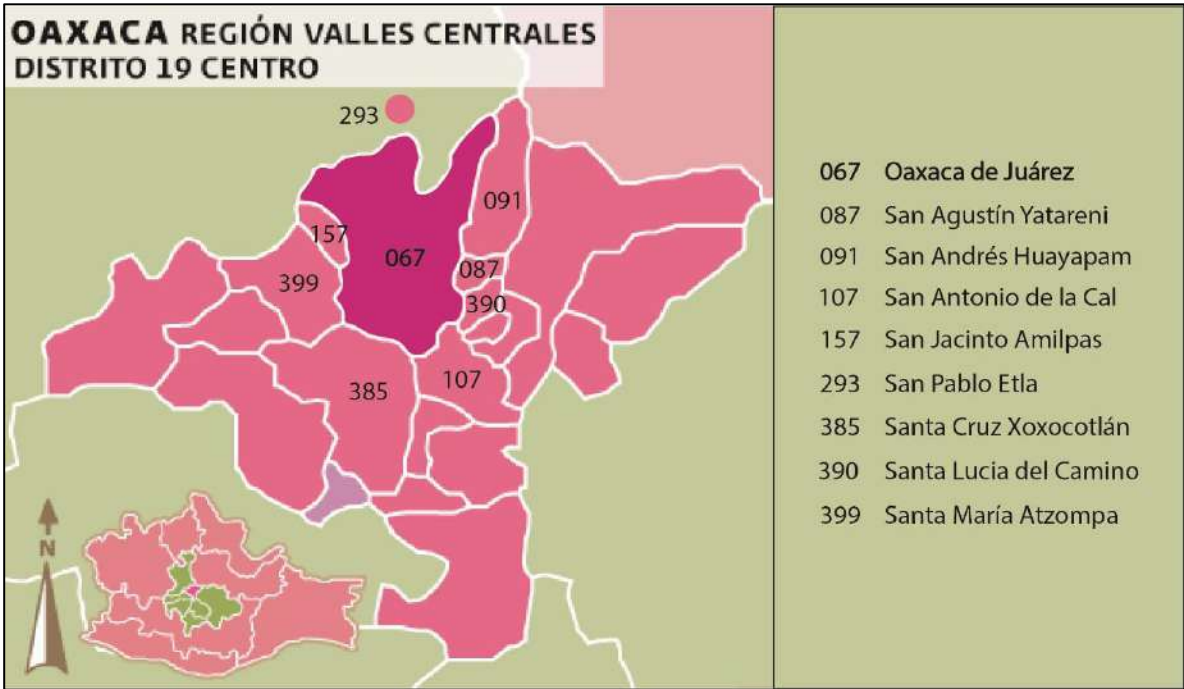 OAXACA REGIÓN VALLES CENTRALES
DISTRITO 19 CENTRO
293
091
157
067
087
399
390
385
107
N
067 Oaxaca de Juárez
087 San Agustín Yatareni
091 San Andrés Huayapam
107 San Antonio de la Cal
157 San Jacinto Amilpas
293 San Pablo Etla
385 Santa Cruz Xoxocotlán
390 Santa Lucia del Camino
399 Santa María Atzompa